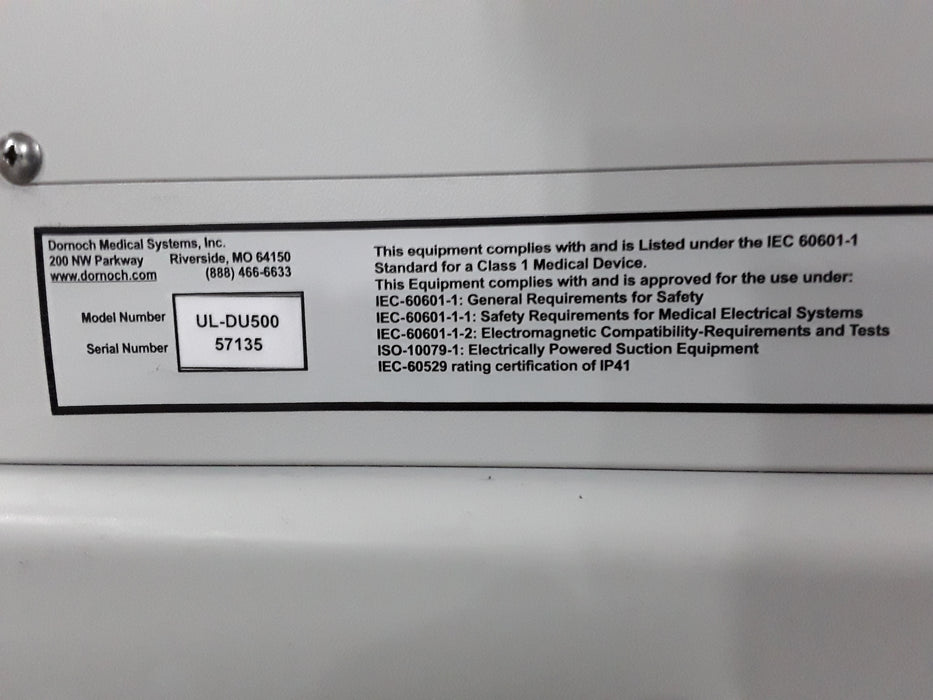 Dornoch Medical Systems, Inc.
200 NW Parkway Riverside, MO 64150
www.dornoch.com (888) 466-6633
Model Number UL-DU500
Serial Number 57135
This equipment complies with and is Listed under the IEC 60601-1
Standard for a Class 1 Medical Device.
This Equipment complies with and is approved for the use under:
IEC-60601-1: General Requirements for Safety
IEC-60601-1-1: Safety Requirements for Medical Electrical Systems
IEC-60601-1-2: Electromagnetic Compatibility-Requirements and Tests
ISO-10079-1: Electrically Powered Suction Equipment
IEC-60529 rating certification of IP41